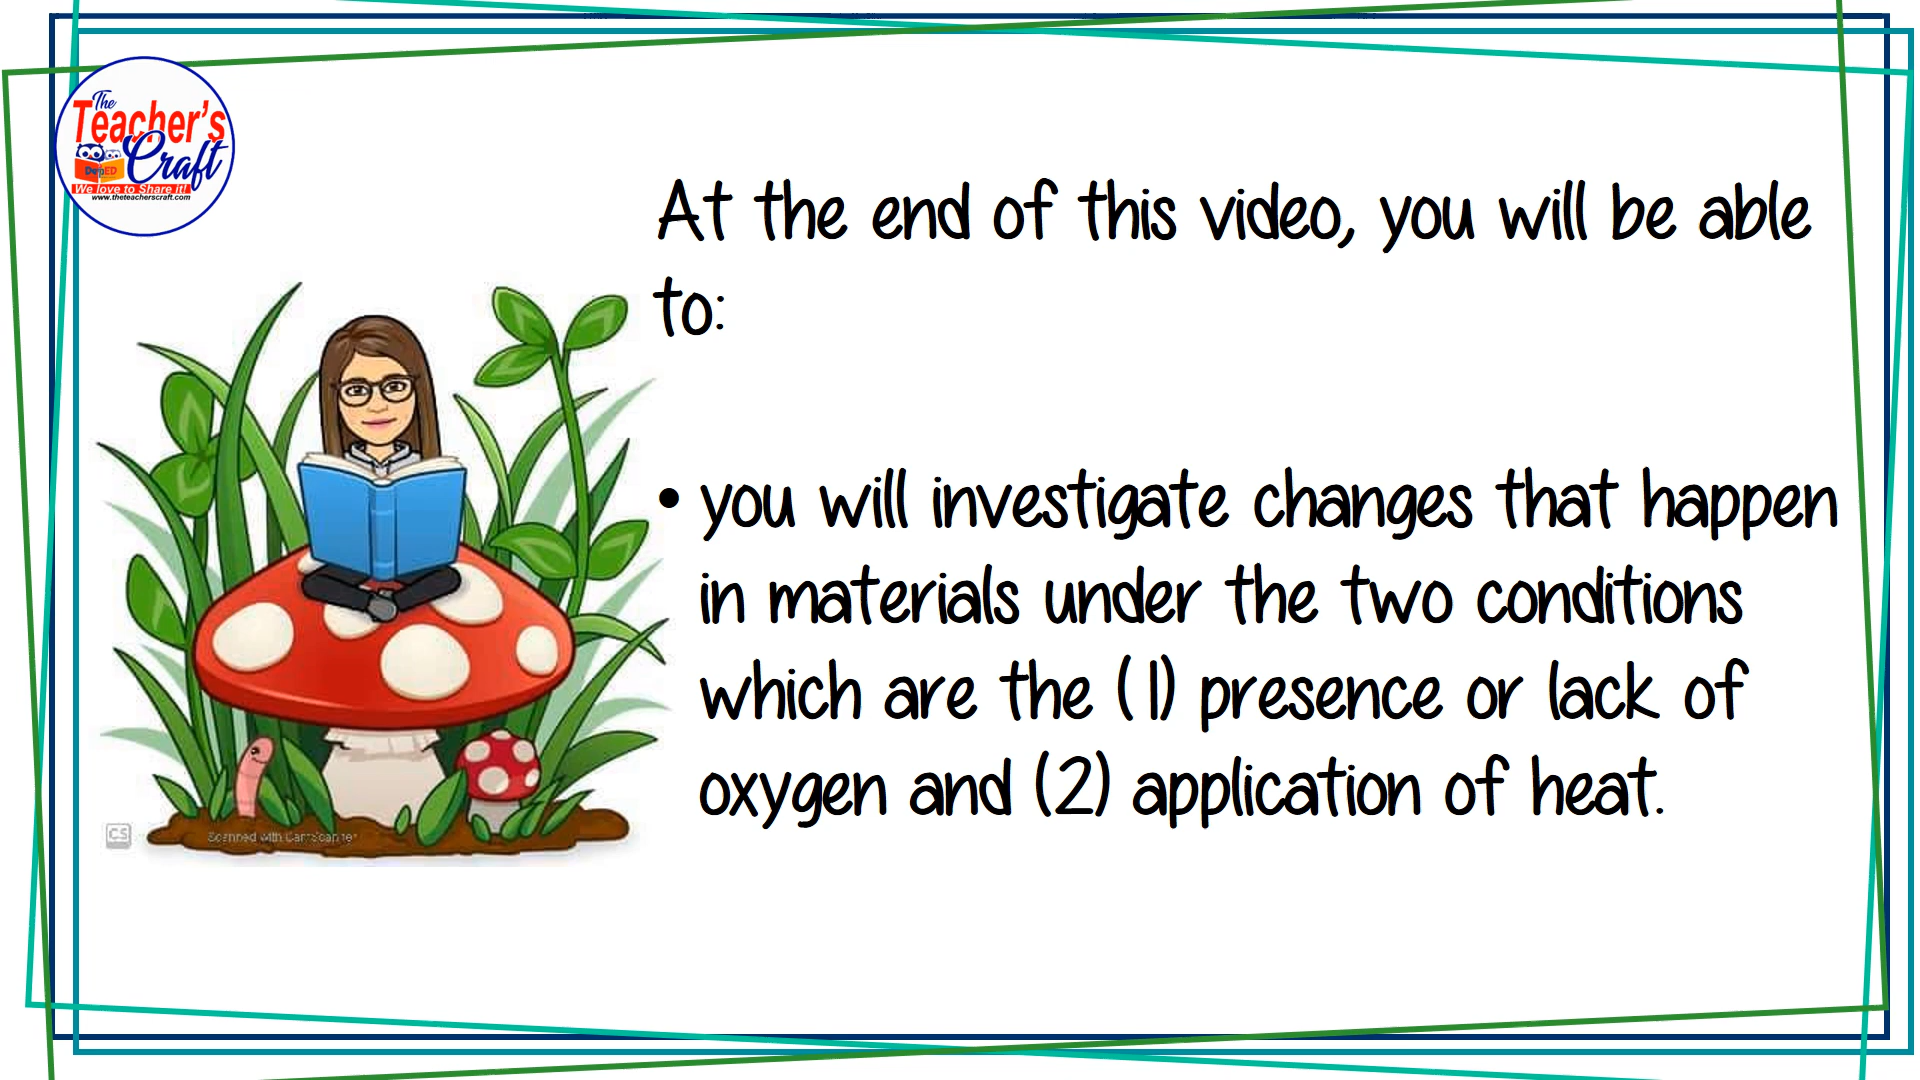 The
Teacher's
Craft
DepED
We love to Share it!
www.theteacherscraft.com
At the end of this video, you will be able
to:
• you will investigate changes that happen
in materials under the two conditions
which are the (1) presence or lack of
oxygen and (2) application of heat.
CS
Scanned with CamScanner